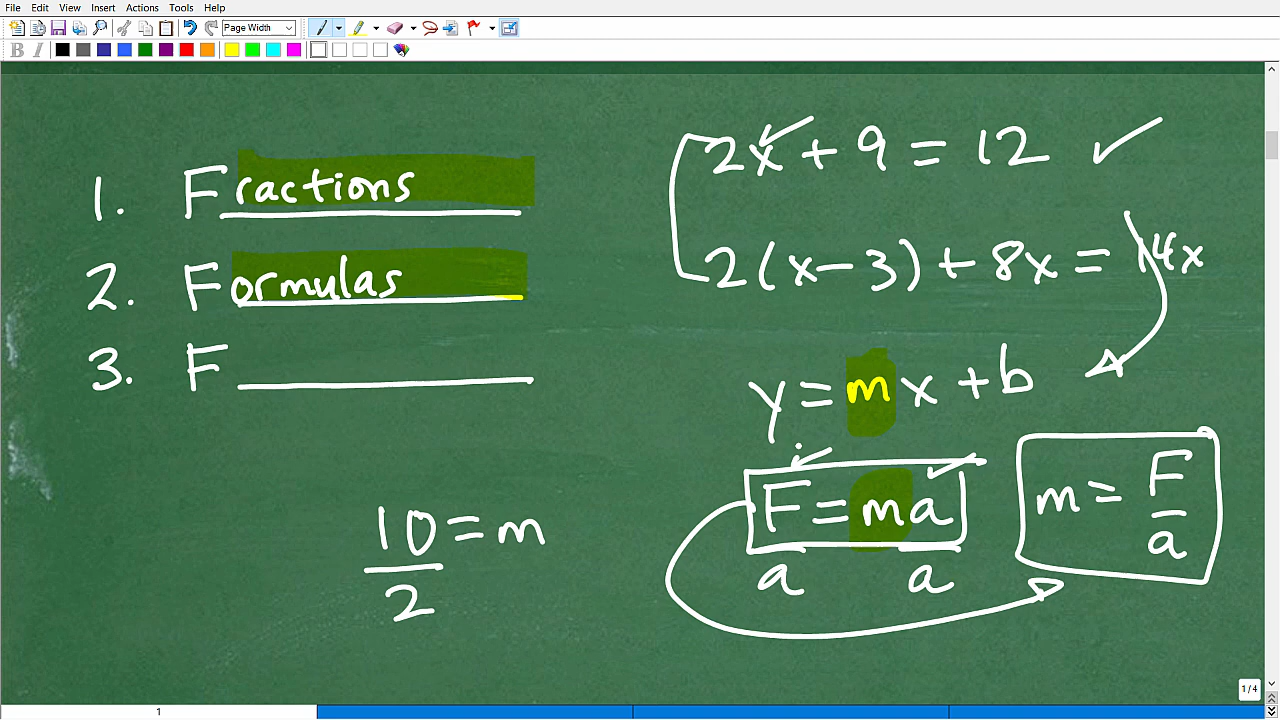 File Edit View Insert Actions Tools Help
Page Width
B I
1. Fractions
2. Formulas
3. F
10 = m
2
2x + 9 = 12
2(x - 3) + 8x = 14x
y = mx + b
F = ma
a a
m = F
a
1/4
1